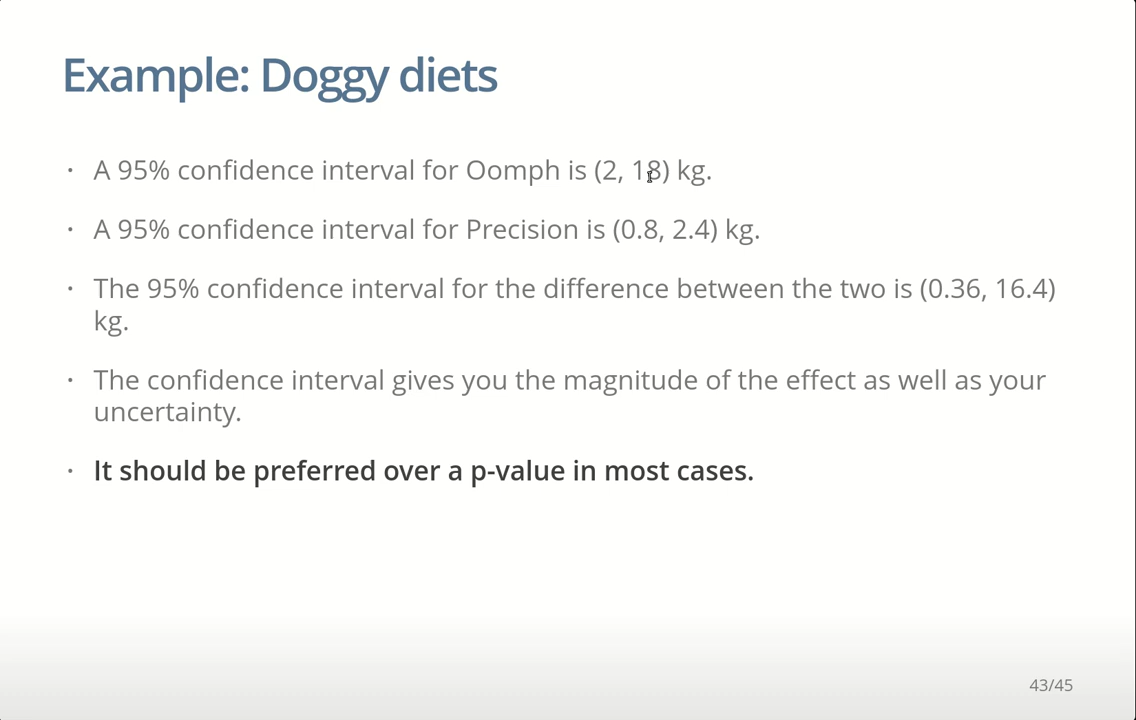 Example: Doggy diets
· A 95% confidence interval for Oomph is (2, 18) kg.
· A 95% confidence interval for Precision is (0.8, 2.4) kg.
· The 95% confidence interval for the difference between the two is (0.36, 16.4)
kg.
· The confidence interval gives you the magnitude of the effect as well as your
uncertainty.
· It should be preferred over a p-value in most cases.
43/45